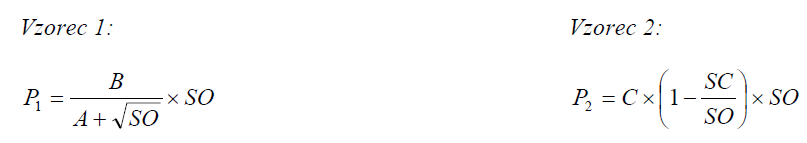 Vzorec 1:
P₁ = B / (A + √SO) × SO
Vzorec 2:
P₂ = C × (1 − SC / SO) × SO